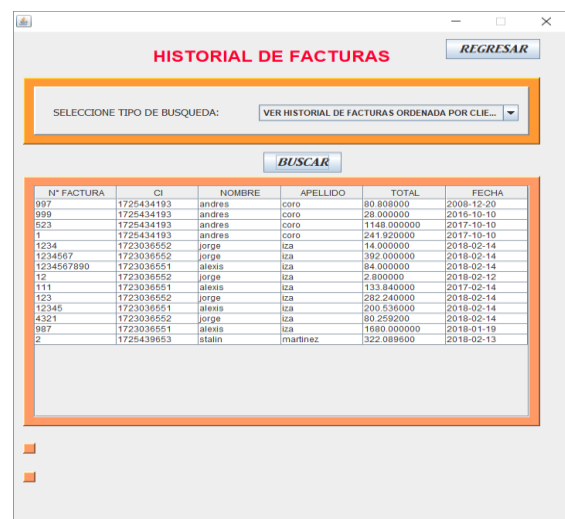 REGRESAR
HISTORIAL DE FACTURAS
SELECCIONE TIPO DE BUSQUEDA: VER HISTORIAL DE FACTURAS ORDENADA POR CLIE...
BUSCAR
N° FACTURA CI NOMBRE APELLIDO TOTAL FECHA
997 1725434193 andres coro 80.808000 2008-12-20
999 1725434193 andres coro 28.000000 2016-10-10
523 1725434193 andres coro 1148.000000 2017-10-10
1 1725434193 andres coro 241.920000 2017-10-10
1234 1723036552 jorge iza 14.000000 2018-02-14
1234567 1723036552 jorge iza 392.000000 2018-02-14
1234567890 1723036551 alexis iza 84.000000 2018-02-14
12 1723036552 jorge iza 2.800000 2018-02-12
111 1723036551 alexis iza 133.840000 2017-02-14
123 1723036552 jorge iza 282.240000 2018-02-14
12345 1723036551 alexis iza 200.536000 2018-02-14
4321 1723036552 jorge iza 80.259200 2018-02-14
987 1723036551 alexis iza 1680.000000 2018-01-19
2 1725439653 stalin martinez 322.089600 2018-02-13